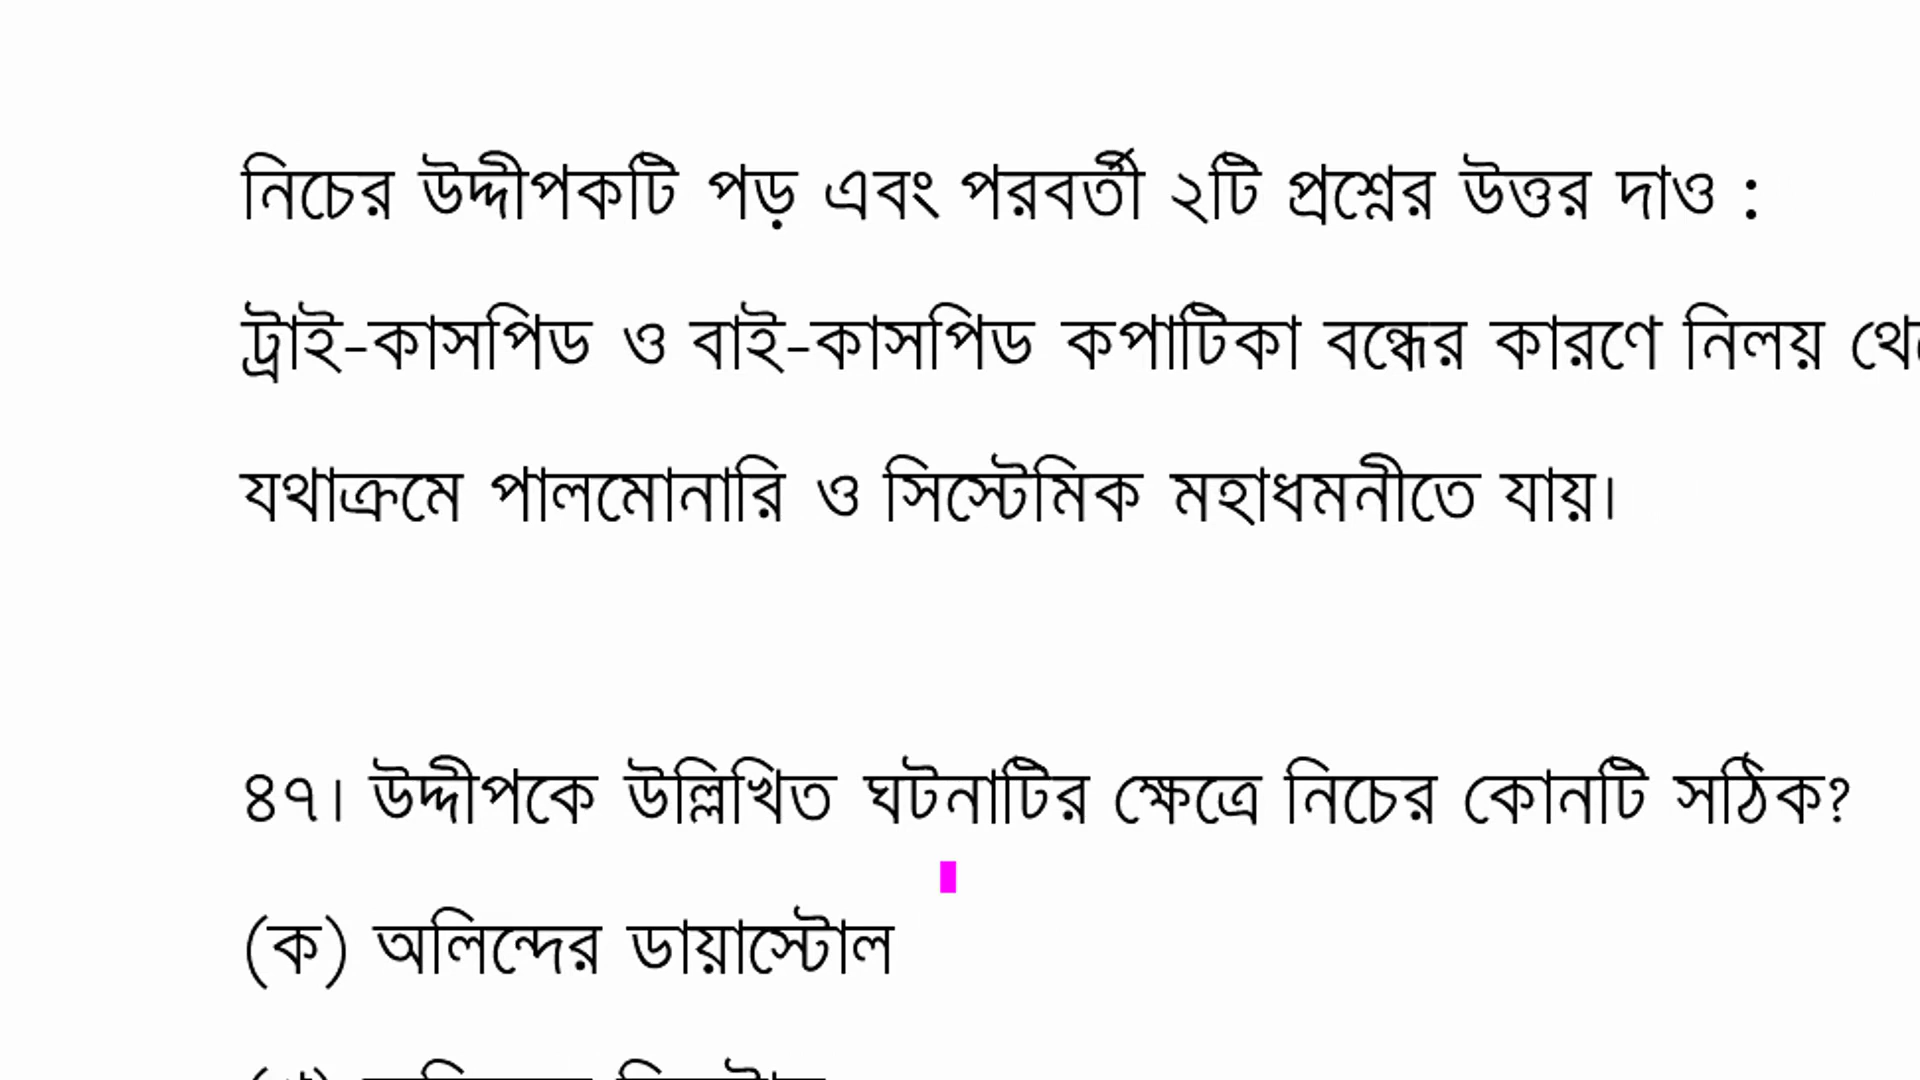 নিচের উদ্দীপকটি পড় এবং পরবর্তী ২টি প্রশ্নের উত্তর দাও :
ট্রাই-কাসপিড ও বাই-কাসপিড কপাটিকা বন্ধের কারণে নিলয়
যথাক্রমে পালমোনারি ও সিস্টেমিক মহাধমনীতে যায়।
৪৭। উদ্দীপকে উল্লিখিত ঘটনাটির ক্ষেত্রে নিচের কোনটি সঠিক?
(ক) অলিন্দের ডায়াস্টোল